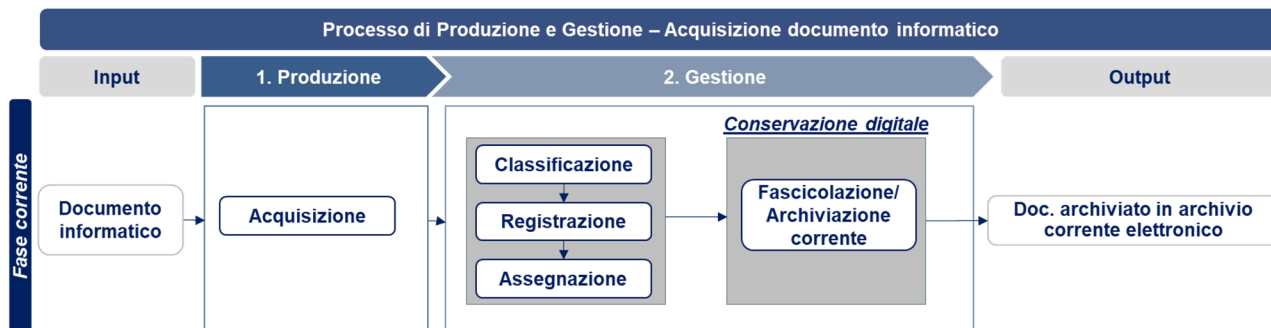 Processo di Produzione e Gestione – Acquisizione documento informatico
Input
1. Produzione
2. Gestione
Output
Fase corrente
Documento
informatico
Acquisizione
Classificazione
Registrazione
Assegnazione
Conservazione digitale
Fascicolazione/
Archiviazione
corrente
Doc. archiviato in archivio
corrente elettronico